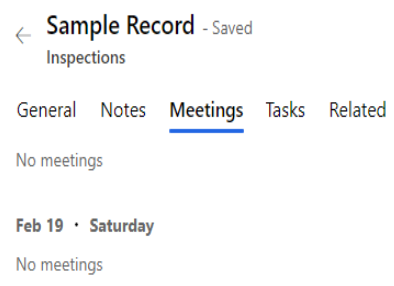 Sample Record - Saved
Inspections
General Notes Meetings Tasks Related
No meetings
Feb 19 · Saturday
No meetings